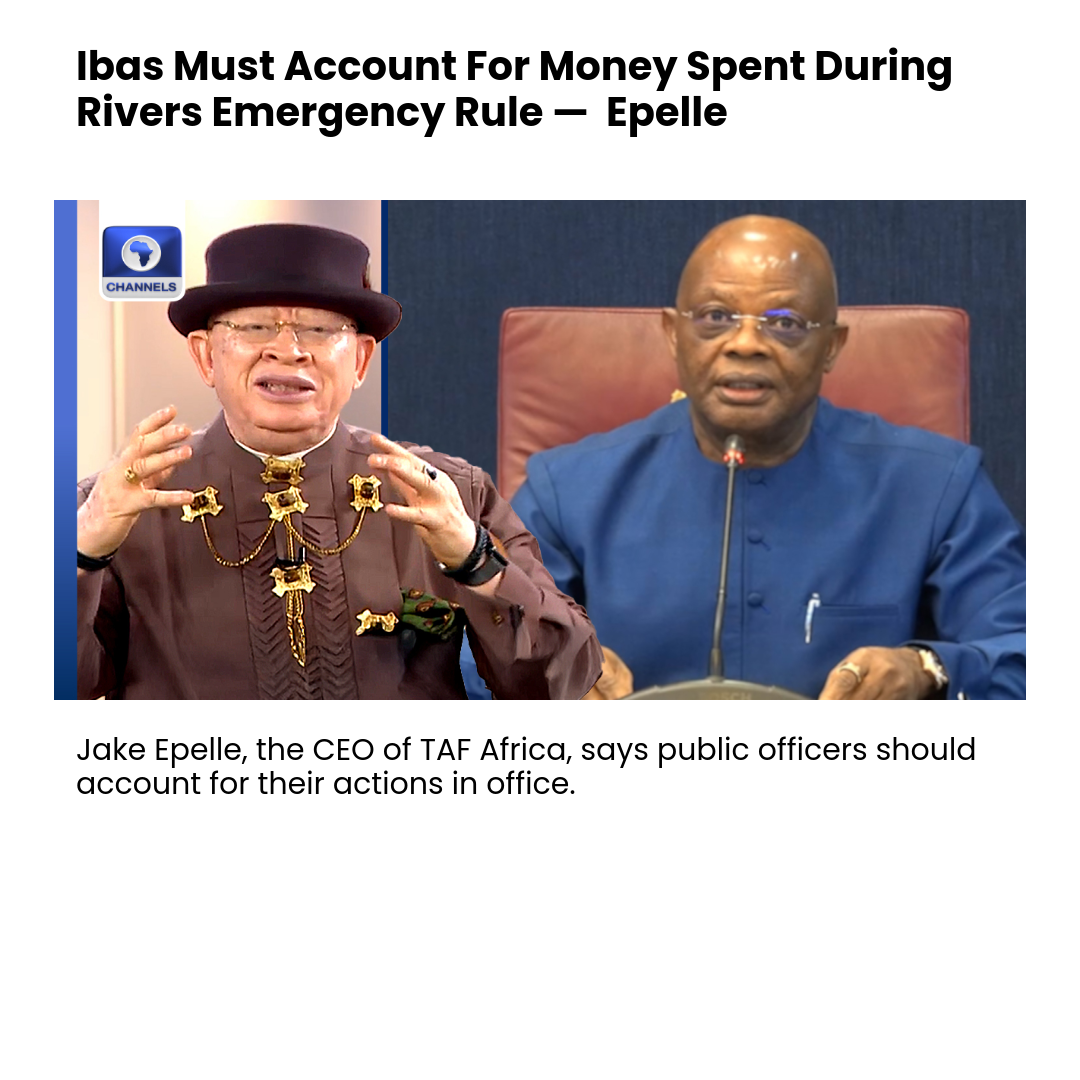 Ibas Must Account For Money Spent During
Rivers Emergency Rule — Epelle
CHANNELS
BOSCH
Jake Epelle, the CEO of TAF Africa, says public officers should
account for their actions in office.